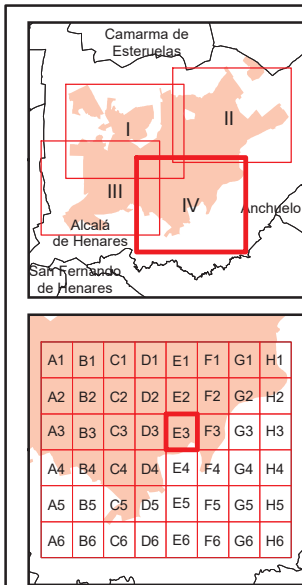 Camarma de
Esteruelas
I
II
III
IV
Anchuelo
Alcalá
de Henares
San Fernando
de Henares
A1 B1 C1 D1 E1 F1 G1 H1
A2 B2 C2 D2 E2 F2 G2 H2
A3 B3 C3 D3 E3 F3 G3 H3
A4 B4 C4 D4 E4 F4 G4 H4
A5 B5 C5 D5 E5 F5 G5 H5
A6 B6 C6 D6 E6 F6 G6 H6